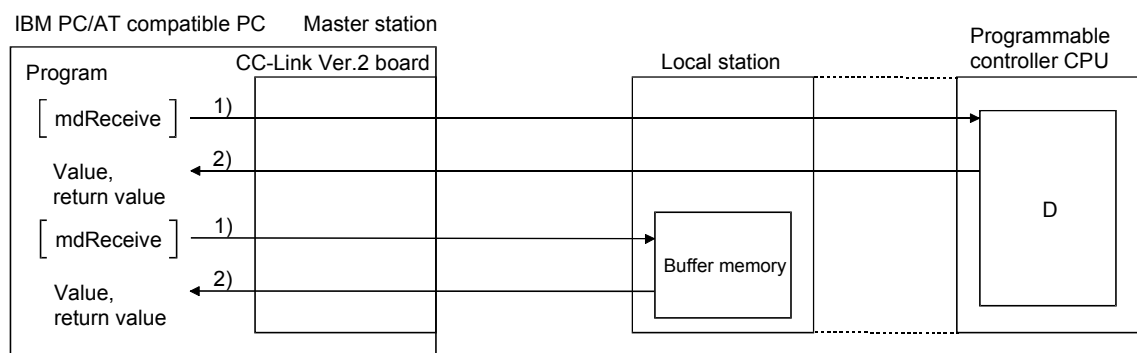 IBM PC/AT compatible PC
Master station
Programmable
controller CPU
CC-Link Ver.2 board
Local station
Program
[ mdReceive ]
1)
2)
Value,
return value
D
[ mdReceive ]
1)
Buffer memory
2)
Value,
return value